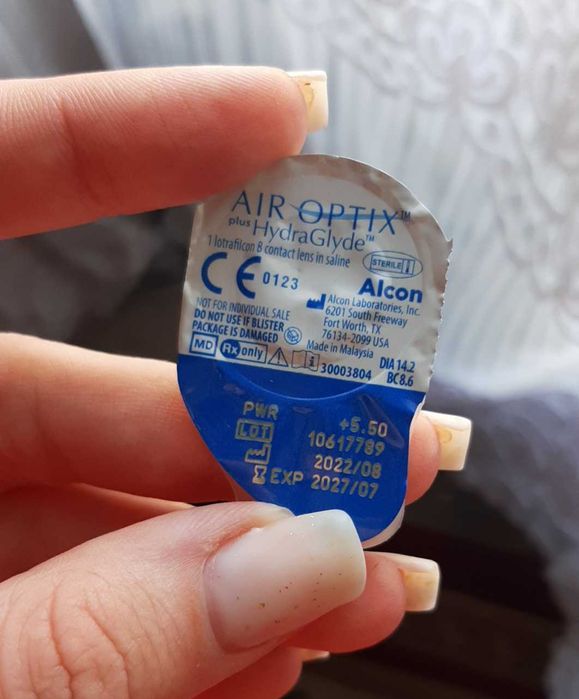 AIR OPTIX™
plus HydraGlyde™
1 lotrafilcon B contact lens in saline
STERILE
CE 0123
Alcon
Alcon Laboratories, Inc.
6201 South Freeway
Fort Worth, TX
76134-2099 USA
Made in Malaysia
NOT FOR INDIVIDUAL SALE
DO NOT USE IF BLISTER
PACKAGE IS DAMAGED
MD Rx only 30003804
DIA 14.2
BC 8.6
PWR +5.50
LOT 10617789
2022/08
EXP 2027/07